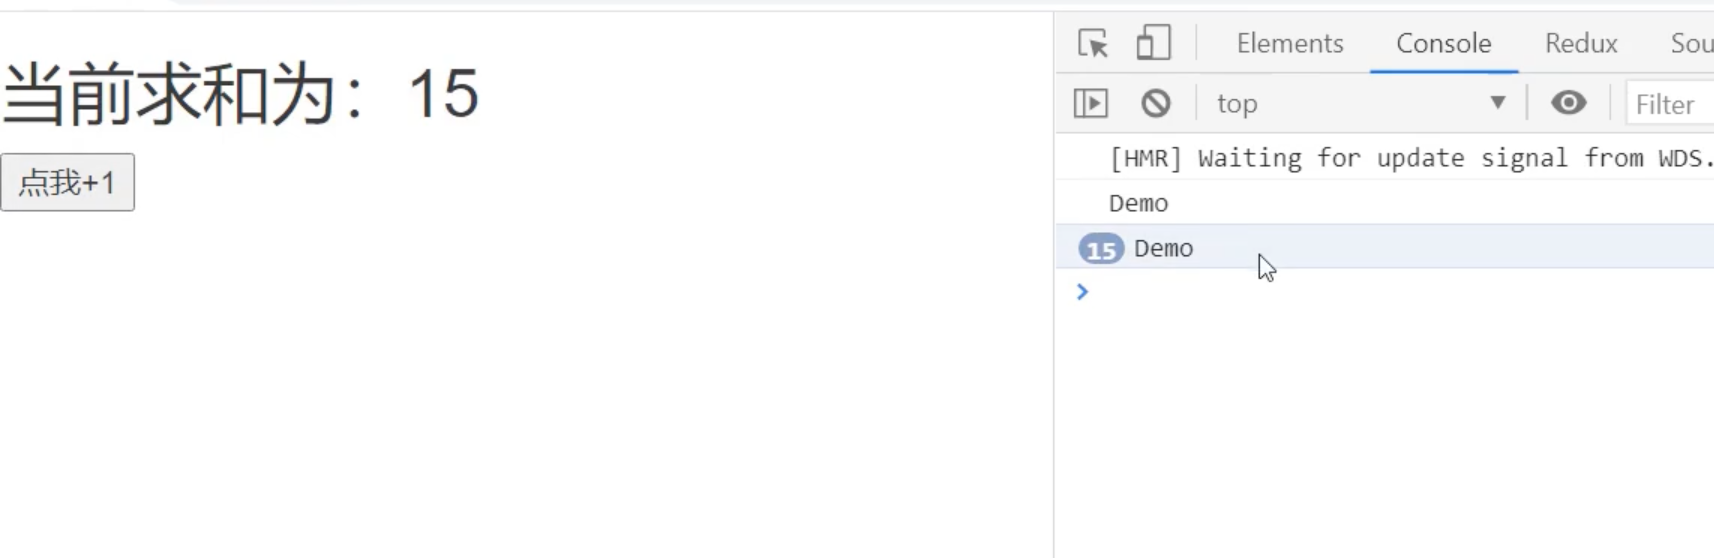 当前求和为：15
点我+1
Elements Console Redux Sou
top Filter
[HMR] Waiting for update signal from WDS.
Demo
15 Demo